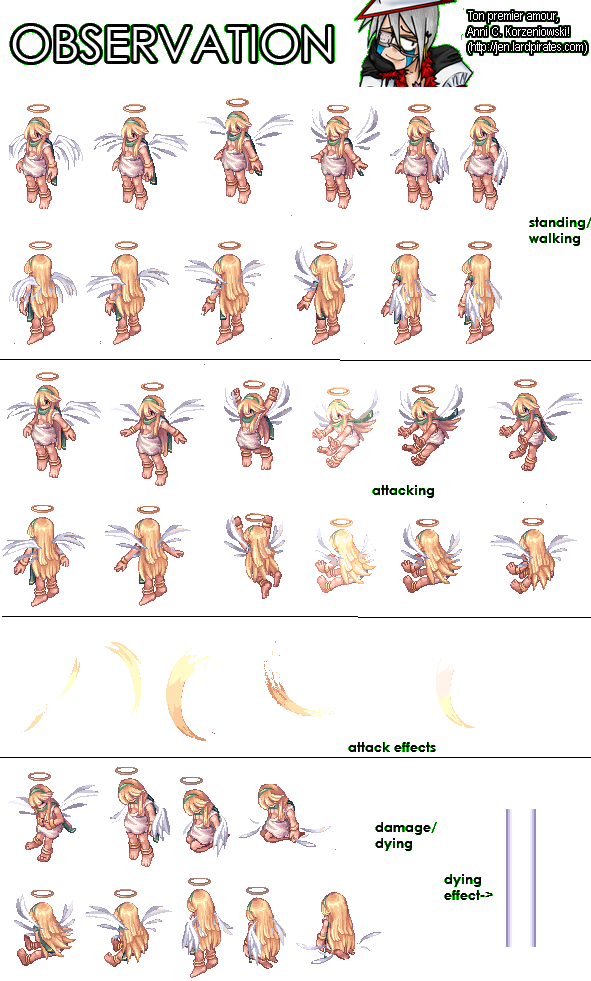 OBSERVATION
Ton premier amour,
Anni C. Korzeniowski!
(http://jen.lardpirates.com)
standing/
walking
attacking
attack effects
damage/
dying
dying
effect->